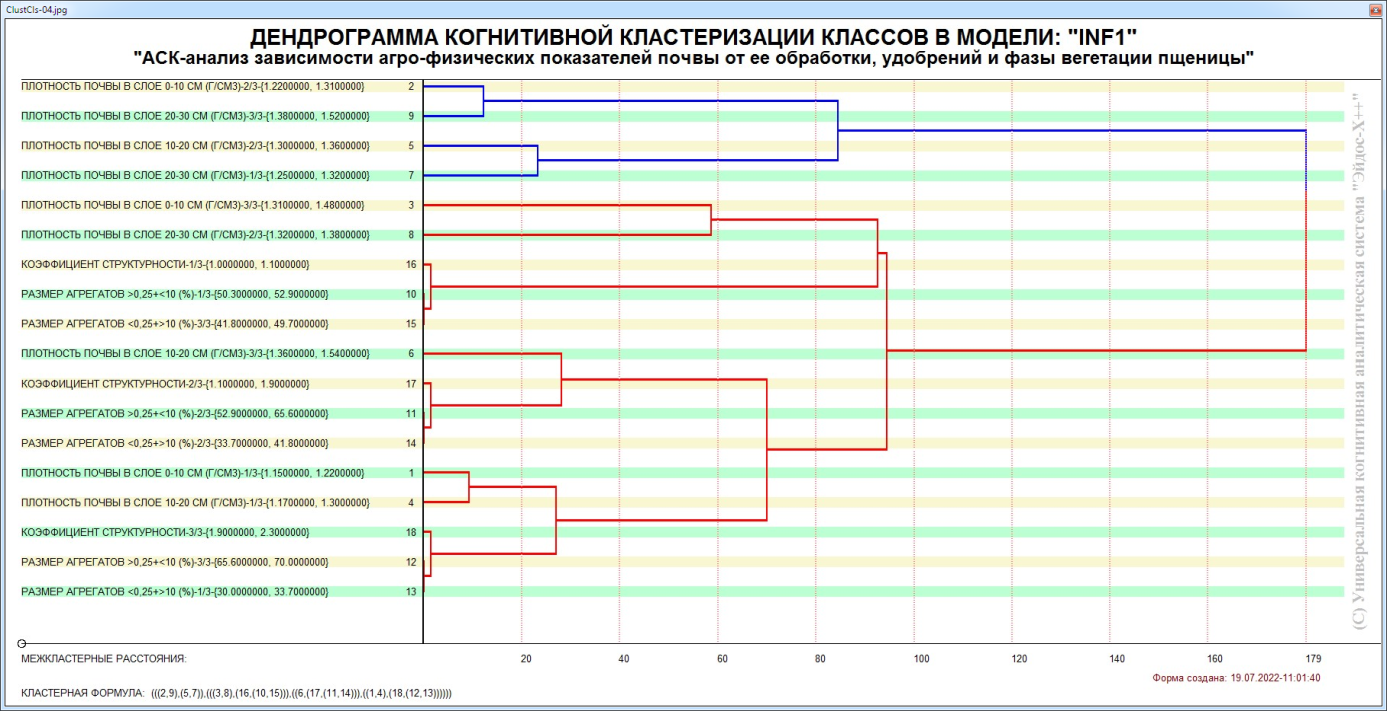 ClustCls-04.jpg
ДЕНДРОГРАММА КОГНИТИВНОЙ КЛАСТЕРИЗАЦИИ КЛАССОВ В МОДЕЛИ: "INF1"
"АСК-анализ зависимости агро-физических показателей почвы от ее обработки, удобрений и фазы вегетации пщеницы"
ПЛОТНОСТЬ ПОЧВЫ В СЛОЕ 0-10 СМ (Г/СМ3)-2/3-{1.2200000, 1.3100000} 2
ПЛОТНОСТЬ ПОЧВЫ В СЛОЕ 20-30 СМ (Г/СМ3)-3/3-{1.3800000, 1.5200000} 9
ПЛОТНОСТЬ ПОЧВЫ В СЛОЕ 10-20 СМ (Г/СМ3)-2/3-{1.3000000, 1.3600000} 5
ПЛОТНОСТЬ ПОЧВЫ В СЛОЕ 20-30 СМ (Г/СМ3)-1/3-{1.2500000, 1.3200000} 7
ПЛОТНОСТЬ ПОЧВЫ В СЛОЕ 0-10 СМ (Г/СМ3)-3/3-{1.3100000, 1.4800000} 3
ПЛОТНОСТЬ ПОЧВЫ В СЛОЕ 20-30 СМ (Г/СМ3)-2/3-{1.3200000, 1.3800000} 8
КОЭФФИЦИЕНТ СТРУКТУРНОСТИ-1/3-{1.0000000, 1.1000000} 16
РАЗМЕР АГРЕГАТОВ >0,25+<10 (%)-1/3-{50.3000000, 52.9000000} 10
РАЗМЕР АГРЕГАТОВ <0,25+>10 (%)-3/3-{41.8000000, 49.7000000} 15
ПЛОТНОСТЬ ПОЧВЫ В СЛОЕ 10-20 СМ (Г/СМ3)-3/3-{1.3600000, 1.5400000} 6
КОЭФФИЦИЕНТ СТРУКТУРНОСТИ-2/3-{1.1000000, 1.9000000} 17
РАЗМЕР АГРЕГАТОВ >0,25+<10 (%)-2/3-{52.9000000, 65.6000000} 11
РАЗМЕР АГРЕГАТОВ <0,25+>10 (%)-2/3-{33.7000000, 41.8000000} 14
ПЛОТНОСТЬ ПОЧВЫ В СЛОЕ 0-10 СМ (Г/СМ3)-1/3-{1.1500000, 1.2200000} 1
ПЛОТНОСТЬ ПОЧВЫ В СЛОЕ 10-20 СМ (Г/СМ3)-1/3-{1.1700000, 1.3000000} 4
КОЭФФИЦИЕНТ СТРУКТУРНОСТИ-3/3-{1.9000000, 2.3000000} 18
РАЗМЕР АГРЕГАТОВ >0,25+<10 (%)-3/3-{65.6000000, 70.0000000} 12
РАЗМЕР АГРЕГАТОВ <0,25+>10 (%)-1/3-{30.0000000, 33.7000000} 13
(C) Универсальная когнитивная аналитическая система "Эйдос-X++"
МЕЖКЛАСТЕРНЫЕ РАССТОЯНИЯ: 20 40 60 80 100 120 140 160 179
Форма создана: 19.07.2022-11:01:40
КЛАСТЕРНАЯ ФОРМУЛА: (((2,9),(5,7)),(((3,8),(16,(10,15))),((6,(17,(11,14))),((1,4),(18,(12,13))))))